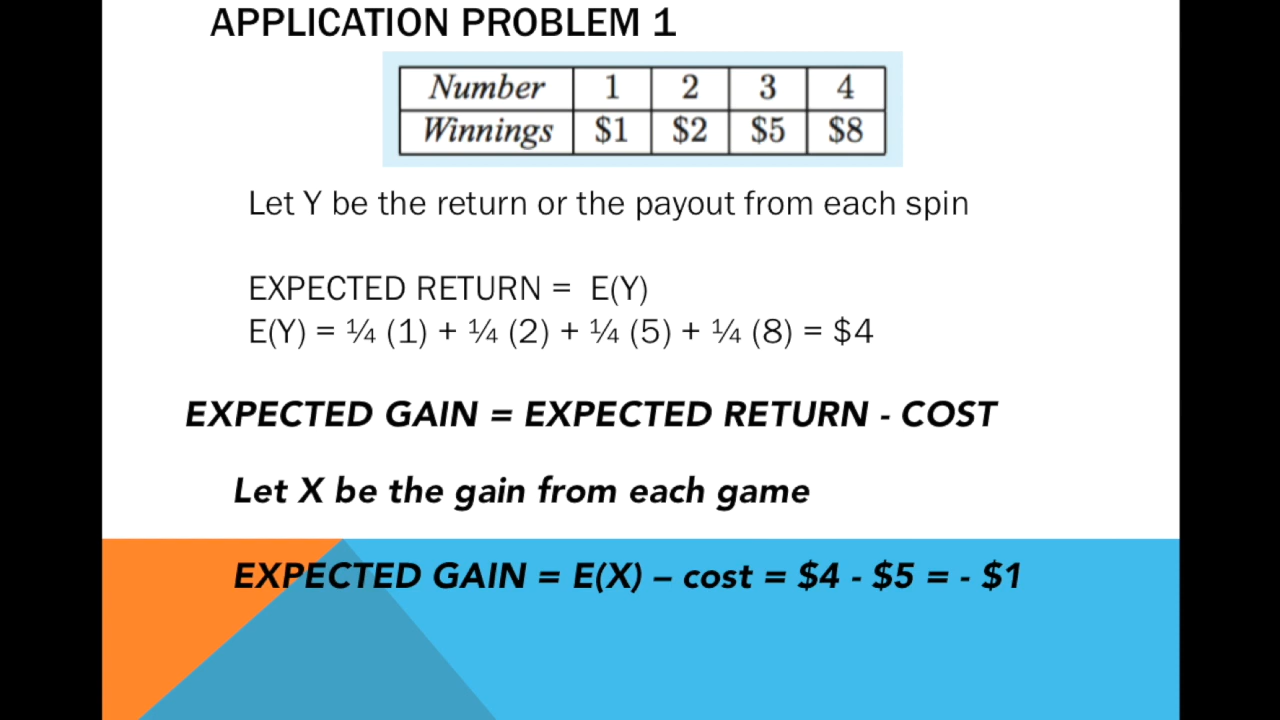 APPLICATION PROBLEM 1
Number 1 2 3 4
Winnings $1 $2 $5 $8
Let Y be the return or the payout from each spin
EXPECTED RETURN = E(Y)
E(Y) = ¼ (1) + ¼ (2) + ¼ (5) + ¼ (8) = $4
EXPECTED GAIN = EXPECTED RETURN - COST
Let X be the gain from each game
EXPECTED GAIN = E(X) – cost = $4 - $5 = - $1